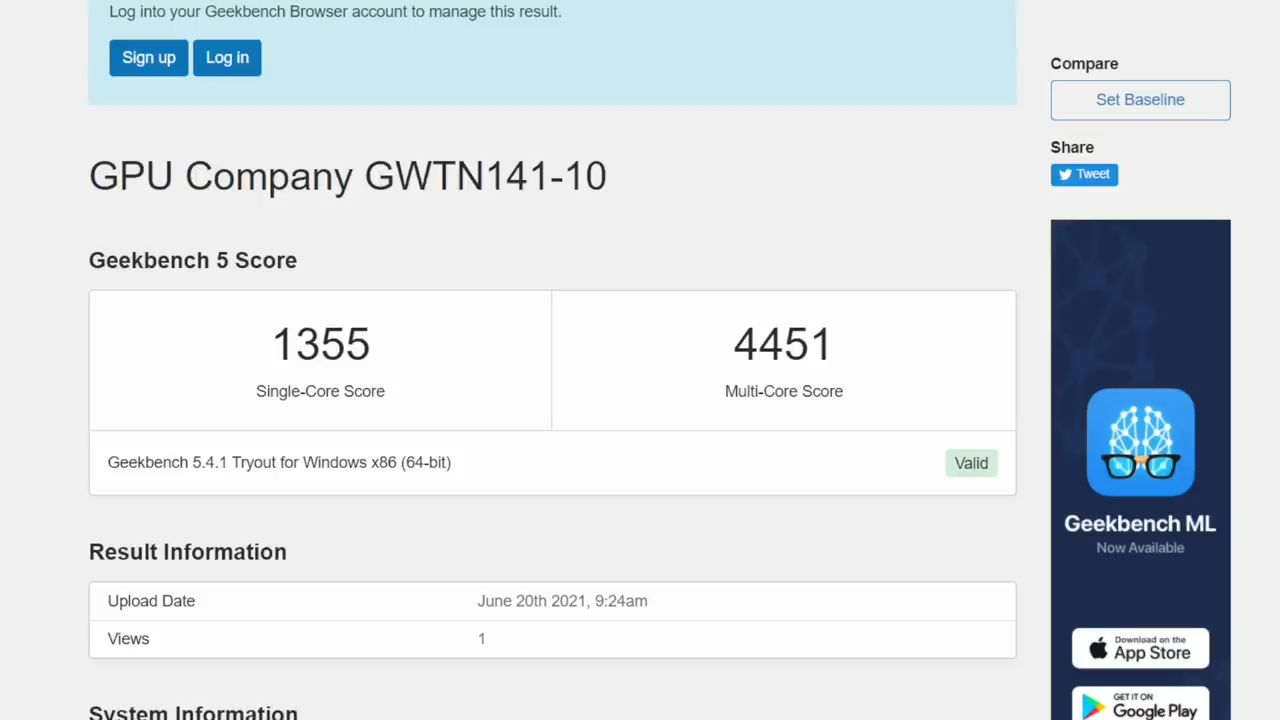 Log into your Geekbench Browser account to manage this result.
Sign up
Log in
GPU Company GWTN141-10
Geekbench 5 Score
1355
Single-Core Score
4451
Multi-Core Score
Geekbench 5.4.1 Tryout for Windows x86 (64-bit)
Valid
Result Information
Upload Date
June 20th 2021, 9:24am
Views
1
System Information
Compare
Set Baseline
Share
Tweet
Geekbench ML
Now Available
Download on the
App Store
GET IT ON
Google Play